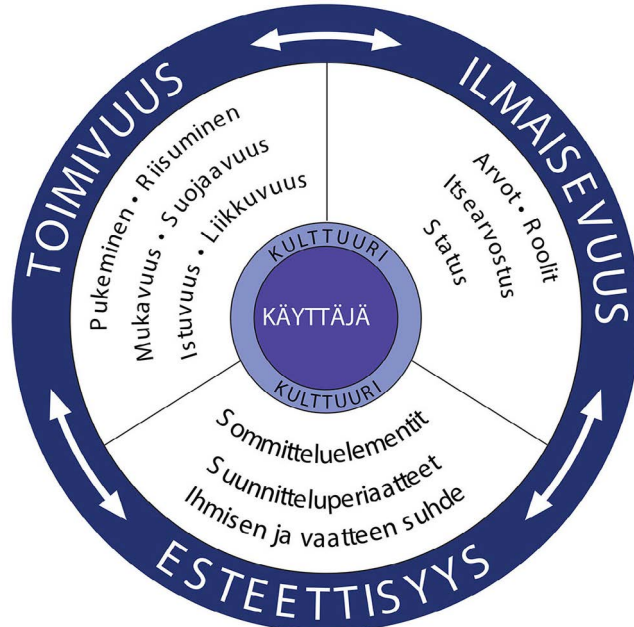 TOIMIVUUS
Pukeminen • Riisuminen
Mukavuus • Suojaavuus
Istuvuus • Liikkuvuus
ILMAISEVUUS
Arvot • Roolit
Itsearvostus
Status
KULTTUURI
KÄYTTÄJÄ
KULTTUURI
Sommitteluelementit
Suunnitteluperiaatteet
Ihmisen ja vaatteen suhde
ESTEETTISYYS